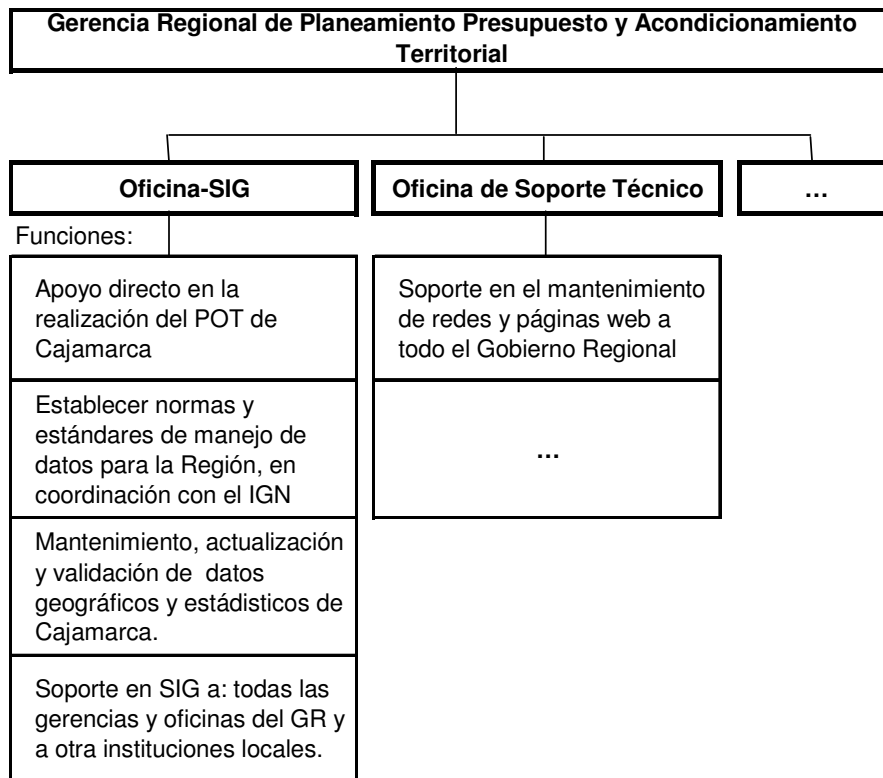 Gerencia Regional de Planeamiento Presupuesto y Acondicionamiento
Territorial
Oficina-SIG
Oficina de Soporte Técnico
...
Funciones:
Apoyo directo en la
realización del POT de
Cajamarca
Establecer normas y
estándares de manejo de
datos para la Región, en
coordinación con el IGN
Mantenimiento, actualización
y validación de datos
geográficos y estádisticos de
Cajamarca.
Soporte en SIG a: todas las
gerencias y oficinas del GR y
a otra instituciones locales.
Soporte en el mantenimiento
de redes y páginas web a
todo el Gobierno Regional
...